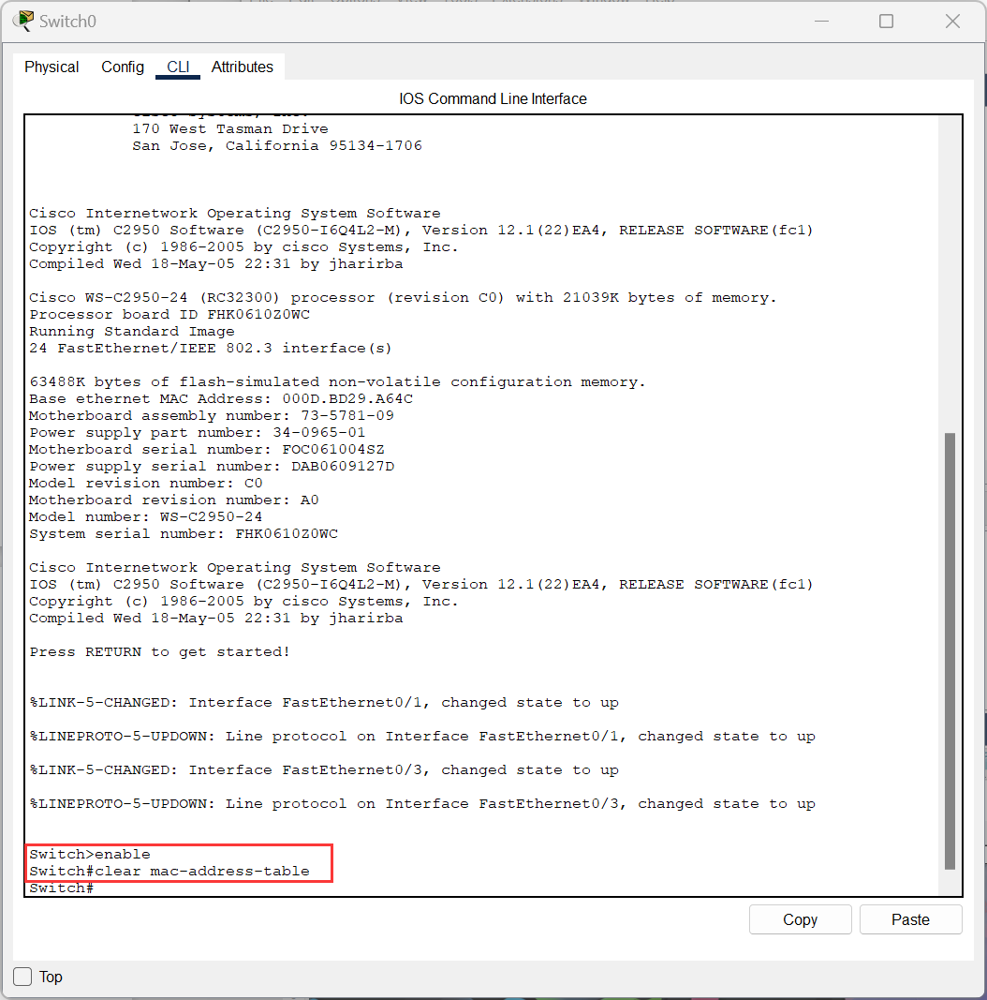 Switch0
Physical Config CLI Attributes
IOS Command Line Interface
170 West Tasman Drive
San Jose, California 95134-1706
Cisco Internetwork Operating System Software
IOS (tm) C2950 Software (C2950-I6Q4L2-M), Version 12.1(22)EA4, RELEASE SOFTWARE(fc1)
Copyright (c) 1986-2005 by cisco Systems, Inc.
Compiled Wed 18-May-05 22:31 by jharirba
Cisco WS-C2950-24 (RC32300) processor (revision C0) with 21039K bytes of memory.
Processor board ID FHK0610Z0WC
Running Standard Image
24 FastEthernet/IEEE 802.3 interface(s)
63488K bytes of flash-simulated non-volatile configuration memory.
Base ethernet MAC Address: 000D.BD29.A64C
Motherboard assembly number: 73-5781-09
Power supply part number: 34-0965-01
Motherboard serial number: FOC061004SZ
Power supply serial number: DAB0609127D
Model revision number: C0
Motherboard revision number: A0
Model number: WS-C2950-24
System serial number: FHK0610Z0WC
Cisco Internetwork Operating System Software
IOS (tm) C2950 Software (C2950-I6Q4L2-M), Version 12.1(22)EA4, RELEASE SOFTWARE(fc1)
Copyright (c) 1986-2005 by cisco Systems, Inc.
Compiled Wed 18-May-05 22:31 by jharirba
Press RETURN to get started!
%LINK-5-CHANGED: Interface FastEthernet0/1, changed state to up
%LINEPROTO-5-UPDOWN: Line protocol on Interface FastEthernet0/1, changed state to up
%LINK-5-CHANGED: Interface FastEthernet0/3, changed state to up
%LINEPROTO-5-UPDOWN: Line protocol on Interface FastEthernet0/3, changed state to up
Switch>enable
Switch#clear mac-address-table
Switch#
Copy Paste
Top